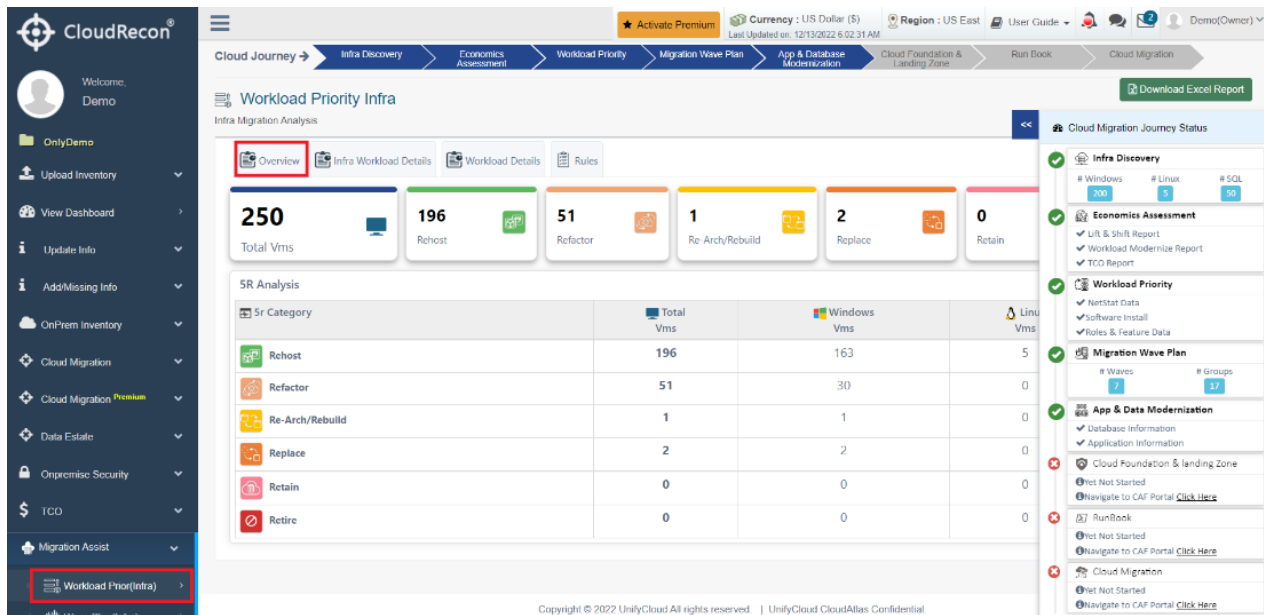 CloudRecon®
Activate Premium
Currency : US Dollar ($)
Last Updated on: 12/13/2022 6.02.31 AM
Region : US East
User Guide
2
Demo(Owner)
Welcome,
Demo
OnlyDemo
Upload Inventory
View Dashboard
Update Info
Add/Missing Info
OnPrem Inventory
Cloud Migration
Cloud Migration Premium
Data Estate
Onpremise Security
TCO
Migration Assist
Workload Prior(Infra)
Cloud Journey
Infra Discovery
Economics
Assessment
Workload Priority
Migration Wave Plan
App & Database
Modernization
Cloud Foundation &
Landing Zone
Run Book
Cloud Migration
Workload Priority Infra
Infra Migration Analysis
Download Excel Report
<<
Overview
Infra Workload Details
Workload Details
Rules
250
Total Vms
196
Rehost
51
Refactor
1
Re-Arch/Rebuild
2
Replace
0
Retain
5R Analysis
5r Category
Total
Vms
Windows
Vms
Linu
Vms
Rehost 196 163 5
Refactor 51 30 0
Re-Arch/Rebuild 1 1 0
Replace 2 2 0
Retain 0 0 0
Retire 0 0 0
Cloud Migration Journey Status
Infra Discovery
# Windows # Linux # SQL
200 5 50
Economics Assessment
Lift & Shift Report
Workload Modernize Report
TCO Report
Workload Priority
NetStat Data
Software Install
Roles & Feature Data
Migration Wave Plan
# Waves # Groups
7 17
App & Data Modernization
Database Information
Application Information
Cloud Foundation & landing Zone
Yet Not Started
Navigate to CAF Portal Click Here
RunBook
Yet Not Started
Navigate to CAF Portal Click Here
Cloud Migration
Yet Not Started
Navigate to CAF Portal Click Here
Copyright © 2022 UnifyCloud All rights reserved. | UnifyCloud CloudAtlas Confidential.